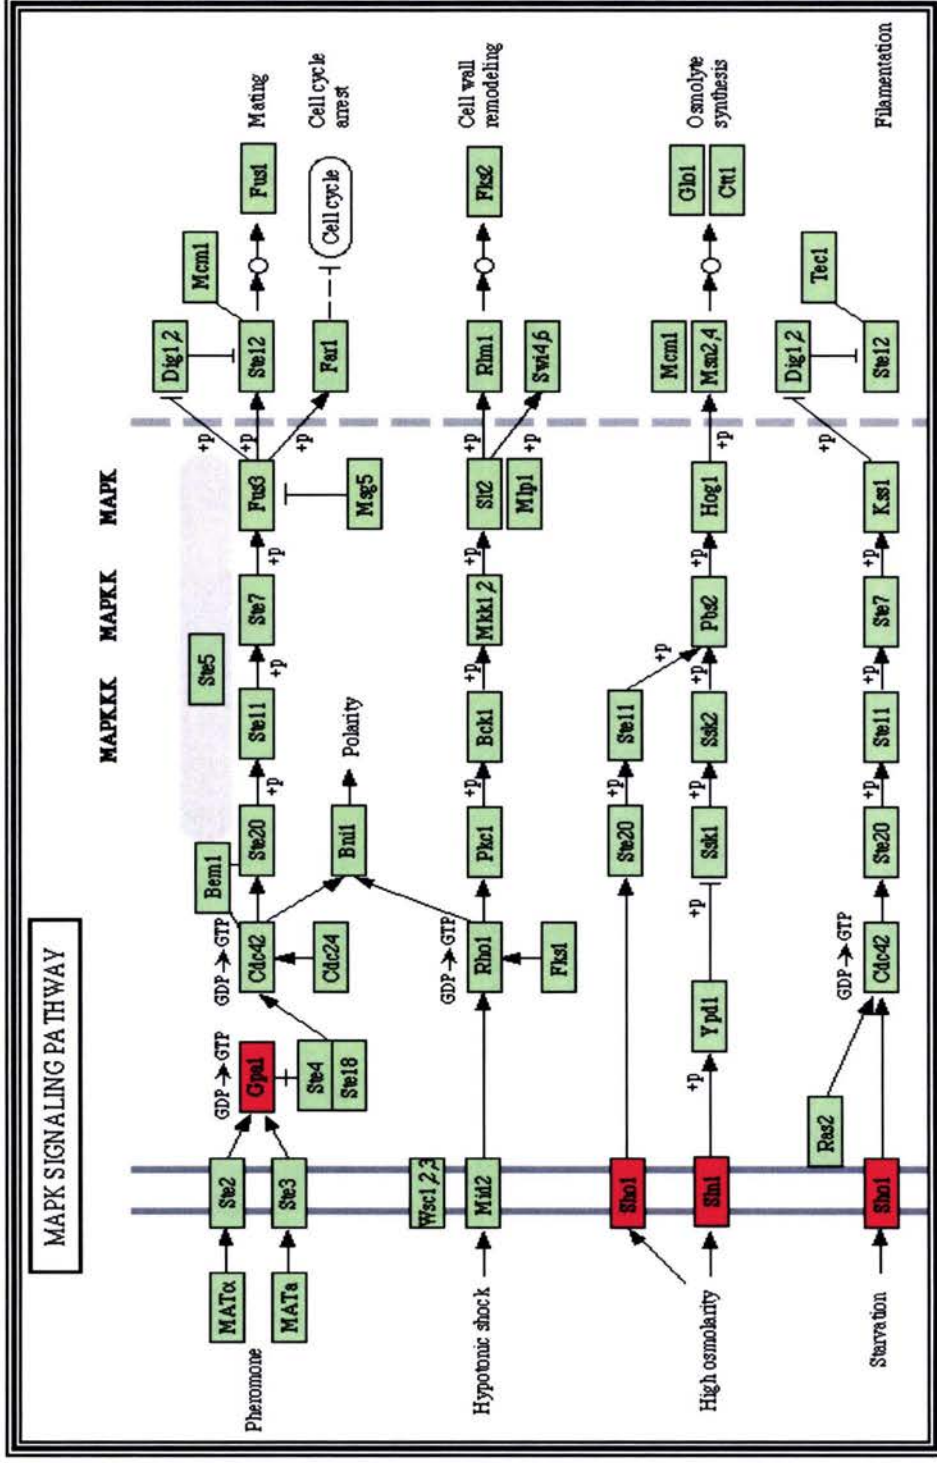 MAPK SIGNALING PATHWAY
MAPKKK MAPKK MAPK
Pheromone
MATα
MATa
Ste2
Ste3
GDP → GTP
Gpa1
Ste4
Ste18
GDP → GTP
Cdc42
Cdc24
Bem1
Ste20
+p
Ste11
+p
Ste5
Ste7
+p
Fus3
Msg5
+p
+p
+p
Dig1,2
Ste12
Mcm1
Far1
Fus1
Cell cycle
Mating
Cell cycle
arrest
Bni1
Polarity
Hypotonic shock
Wsc1,2,3
Mid2
GDP → GTP
Rho1
Fks1
Pkc1
+p
Bck1
+p
Mkk1,2
+p
Slt2
Mlp1
+p
+p
Rlm1
Swi4,6
Fks2
Cell wall
remodeling
High osmolarity
Sho1
Sln1
Ste20
+p
Ste11
+p
+p
Ypd1
+p
Ssk1
+p
Ssk2
+p
Pbs2
+p
Hog1
+p
Mcm1
Msn2,4
Glo1
Ctt1
Osmolyte
synthesis
Starvation
Sho1
Ras2
GDP → GTP
Cdc42
Ste20
+p
Ste11
+p
Ste7
+p
Kss1
+p
Dig1,2
Ste12
Tec1
Filamentation